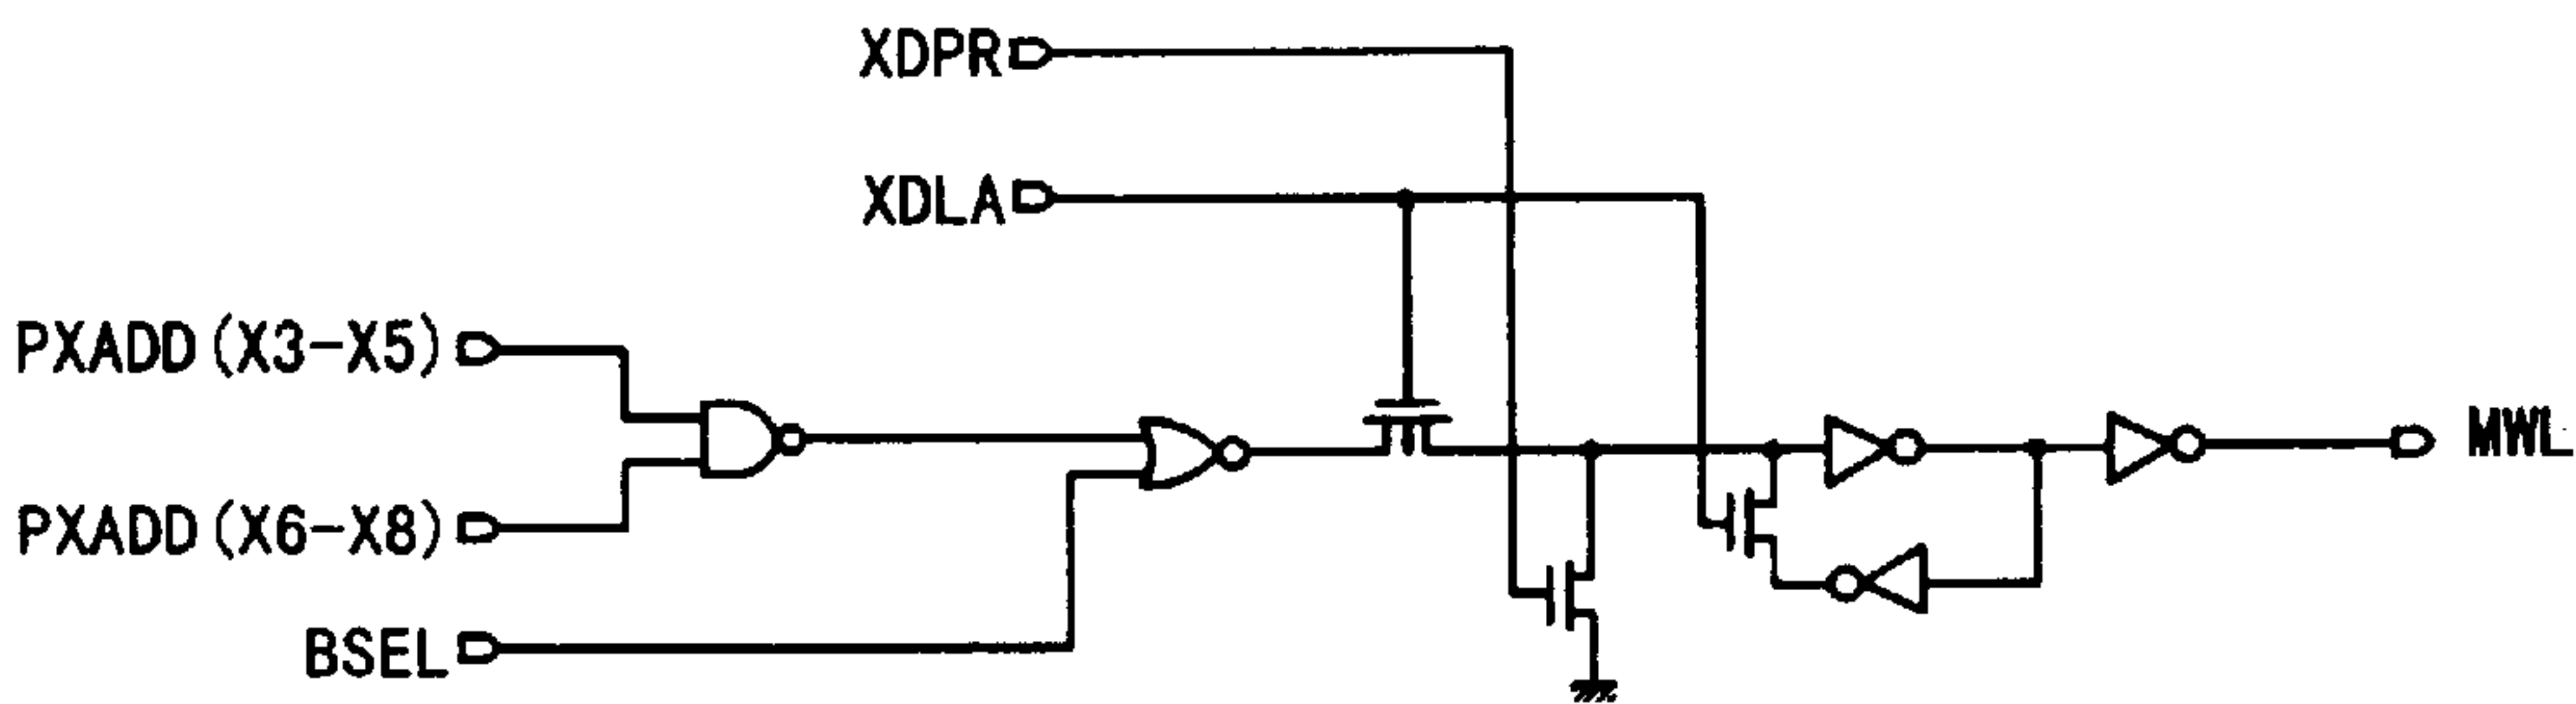 XDPR
XDLA
PXADD(X3-X5)
PXADD(X6-X8)
BSEL
MWL